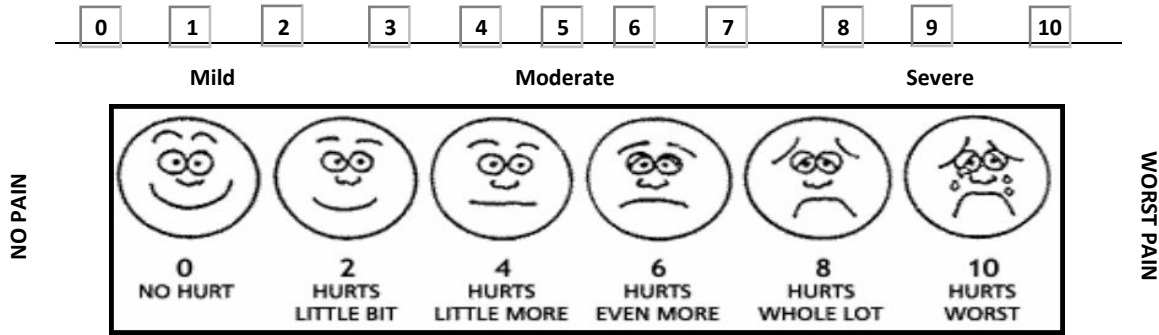 0 1 2 3 4 5 6 7 8 9 10
Mild Moderate Severe
NO PAIN
WORST PAIN
0 2 4 6 8 10
NO HURT HURTS HURTS HURTS HURTS HURTS
LITTLE BIT LITTLE MORE EVEN MORE WHOLE LOT WORST